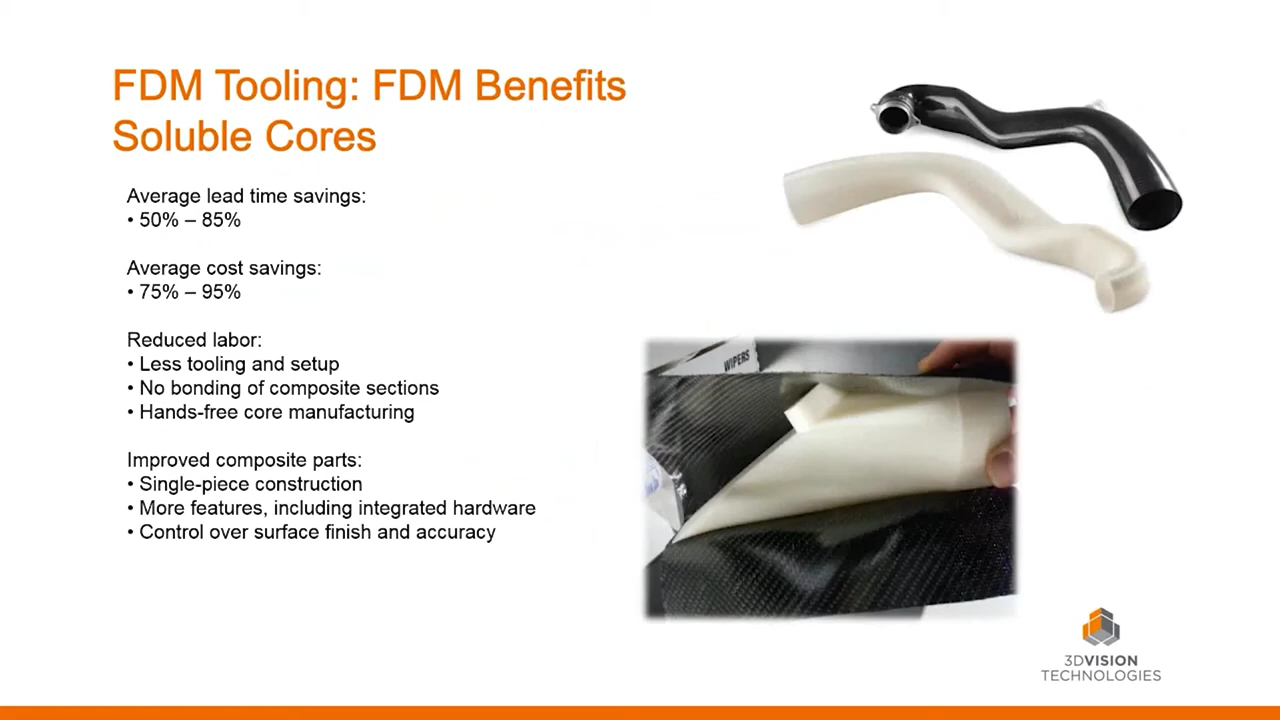 FDM Tooling: FDM Benefits
Soluble Cores
Average lead time savings:
• 50% – 85%
Average cost savings:
• 75% – 95%
Reduced labor:
• Less tooling and setup
• No bonding of composite sections
• Hands-free core manufacturing
Improved composite parts:
• Single-piece construction
• More features, including integrated hardware
• Control over surface finish and accuracy
WIPERS
3DVISION
TECHNOLOGIES